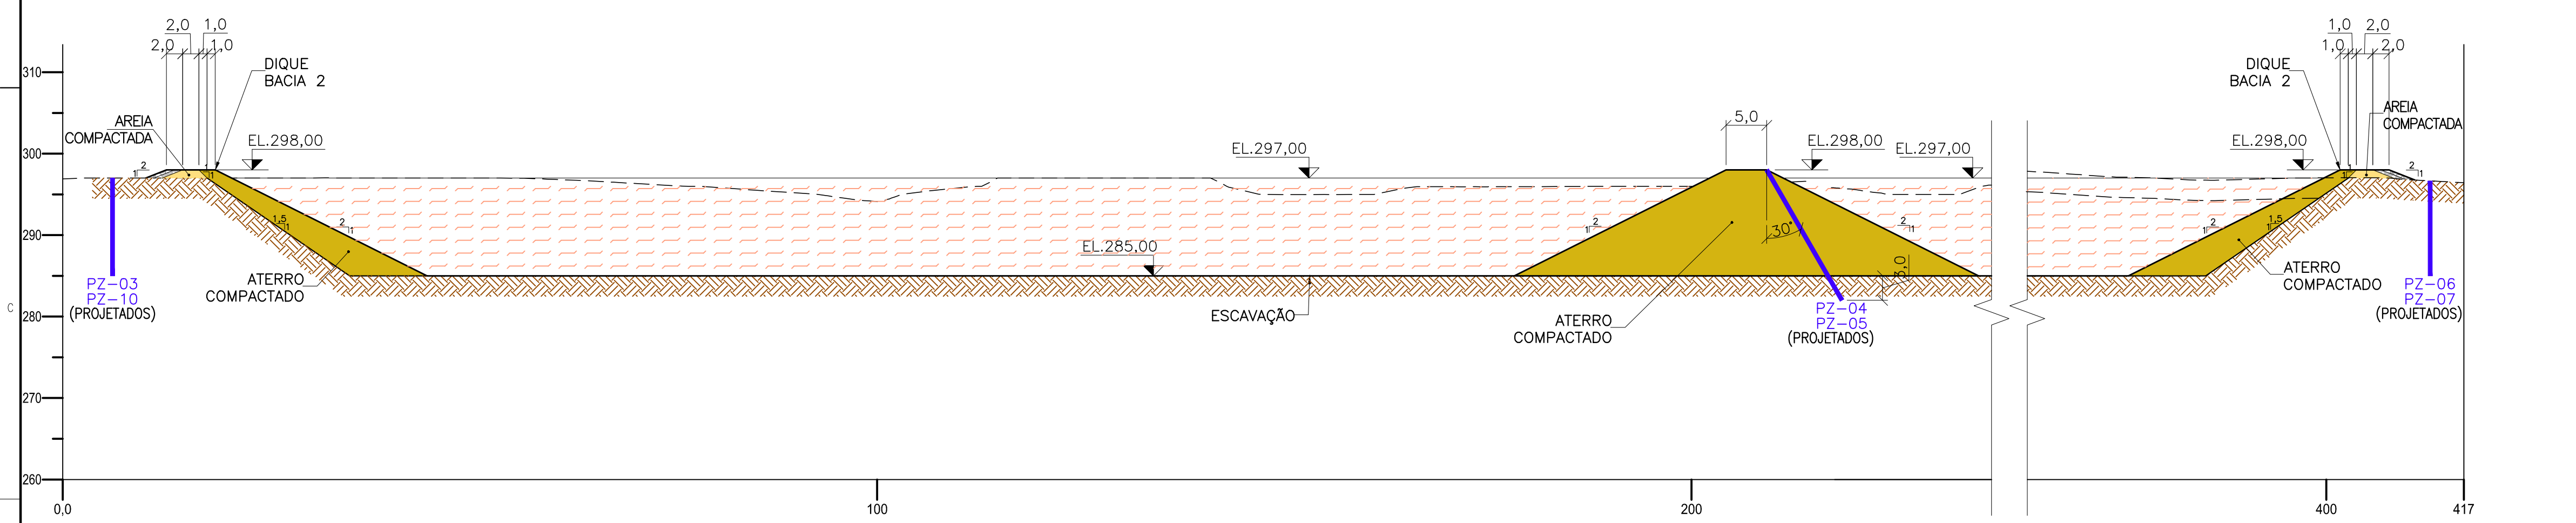 2,0
1,0
2,0
1,0
DIQUE
BACIA 2
AREIA
COMPACTADA
EL.298,00
310
300
290
280
270
260
2
1
1
1
1,5
1
2
1
ATERRO
COMPACTADO
PZ-03
PZ-10
(PROJETADOS)
C
EL.297,00
EL.285,00
ESCAVAÇÃO
5,0
EL.298,00
EL.297,00
2
1
30°
2
1
3,0
ATERRO
COMPACTADO
PZ-04
PZ-05
(PROJETADOS)
1,0
2,0
1,0
2,0
DIQUE
BACIA 2
AREIA
COMPACTADA
EL.298,00
1
1
2
1
2
1
1,5
1
ATERRO
COMPACTADO
PZ-06
PZ-07
(PROJETADOS)
0,0
100
200
400
417